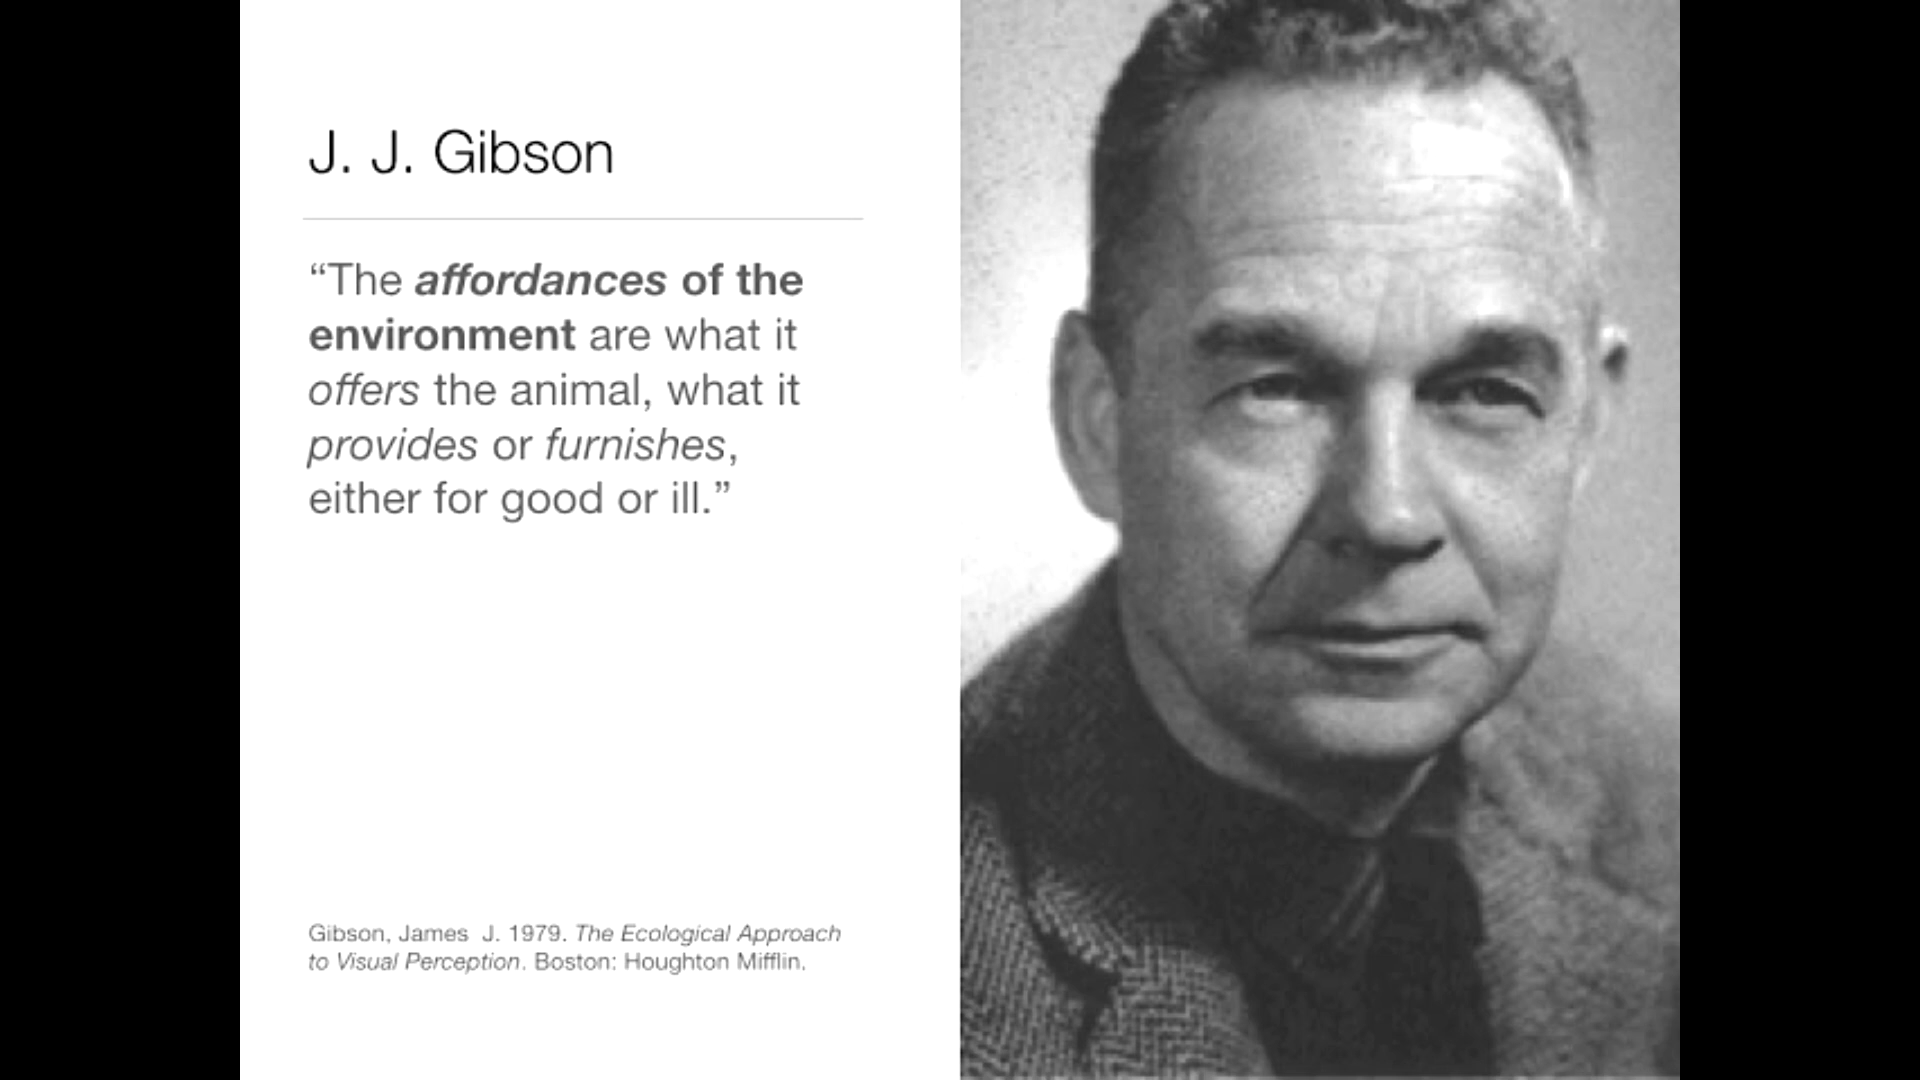 J. J. Gibson
“The affordances of the
environment are what it
offers the animal, what it
provides or furnishes,
either for good or ill.”
Gibson, James  J. 1979. The Ecological Approach
to Visual Perception. Boston: Houghton Mifflin.